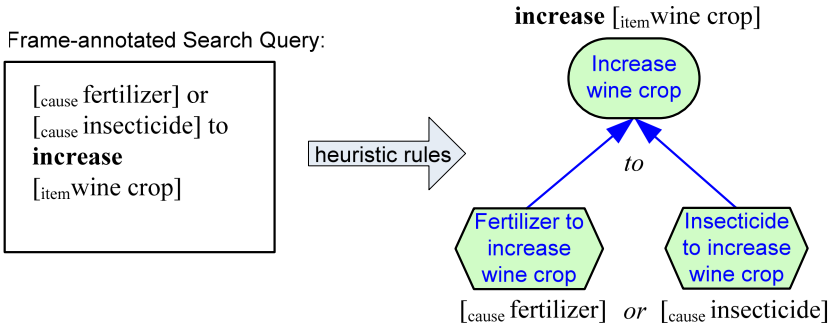 increase [item wine crop]
Frame-annotated Search Query:
[cause fertilizer] or
[cause insecticide] to
increase
[item wine crop]
heuristic rules
Increase
wine crop
to
Fertilizer to
increase
wine crop
Insecticide
to increase
wine crop
[cause fertilizer] or [cause insecticide]